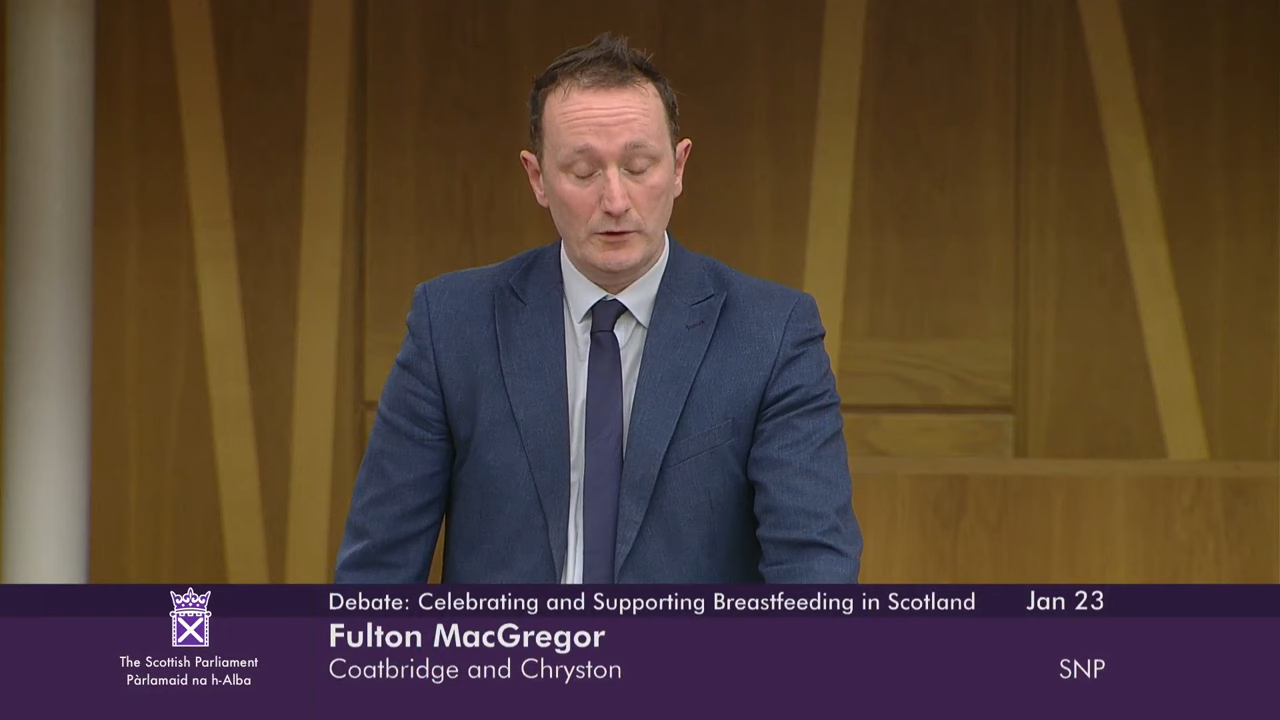 Debate: Celebrating and Supporting Breastfeeding in Scotland Jan 23
Fulton MacGregor
Coatbridge and Chryston SNP
The Scottish Parliament
Pàrlamaid na h-Alba